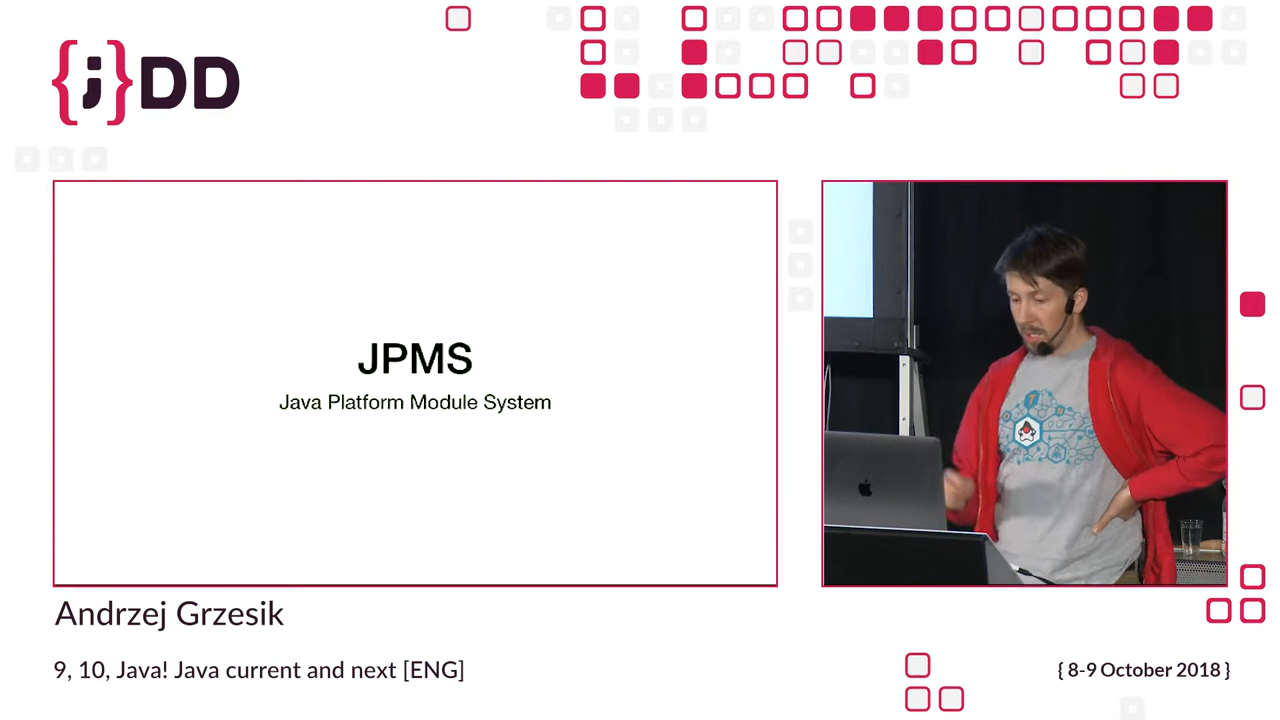 {j}DD
JPMS
Java Platform Module System
Andrzej Grzesik
9, 10, Java! Java current and next [ENG]
{ 8-9 October 2018 }